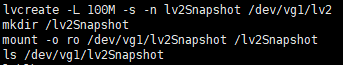 lvcreate -L 100M -s -n lv2Snapshot /dev/vg1/lv2
mkdir /lv2Snapshot
mount -o ro /dev/vg1/lv2Snapshot /lv2Snapshot
ls /dev/vg1/lv2Snapshot